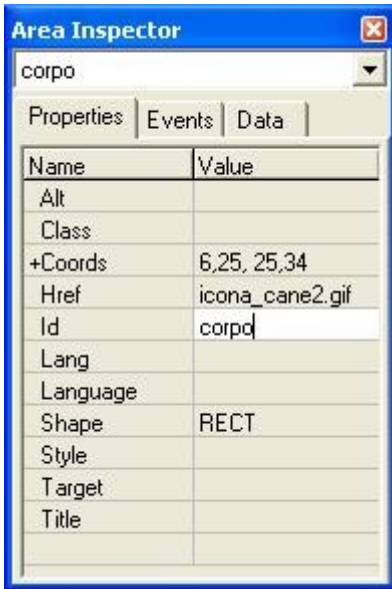 Area Inspector
corpo
Properties Events Data
Name Value
Alt
Class
+Coords 6,25, 25,34
Href icona_cane2.gif
Id corpo
Lang
Language
Shape RECT
Style
Target
Title